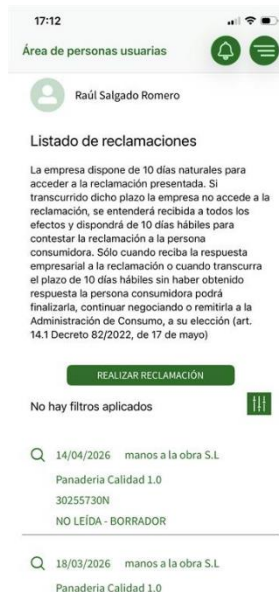 17:12
Área de personas usuarias
Raúl Salgado Romero
Listado de reclamaciones
La empresa dispone de 10 días naturales para
acceder a la reclamación presentada. Si
transcurrido dicho plazo la empresa no accede a la
reclamación, se entenderá recibida a todos los
efectos y dispondrá de 10 días hábiles para
contestar la reclamación a la persona
consumidora. Sólo cuando reciba la respuesta
empresarial a la reclamación o cuando transcurra
el plazo de 10 días hábiles sin haber obtenido
respuesta la persona consumidora podrá
finalizarla, continuar negociando o remitirla a la
Administración de Consumo, a su elección (art.
14.1 Decreto 82/2022, de 17 de mayo)
REALIZAR RECLAMACIÓN
No hay filtros aplicados
14/04/2026 manos a la obra S.L
Panaderia Calidad 1.0
30255730N
NO LEÍDA - BORRADOR
18/03/2026 manos a la obra S.L
Panaderia Calidad 1.0